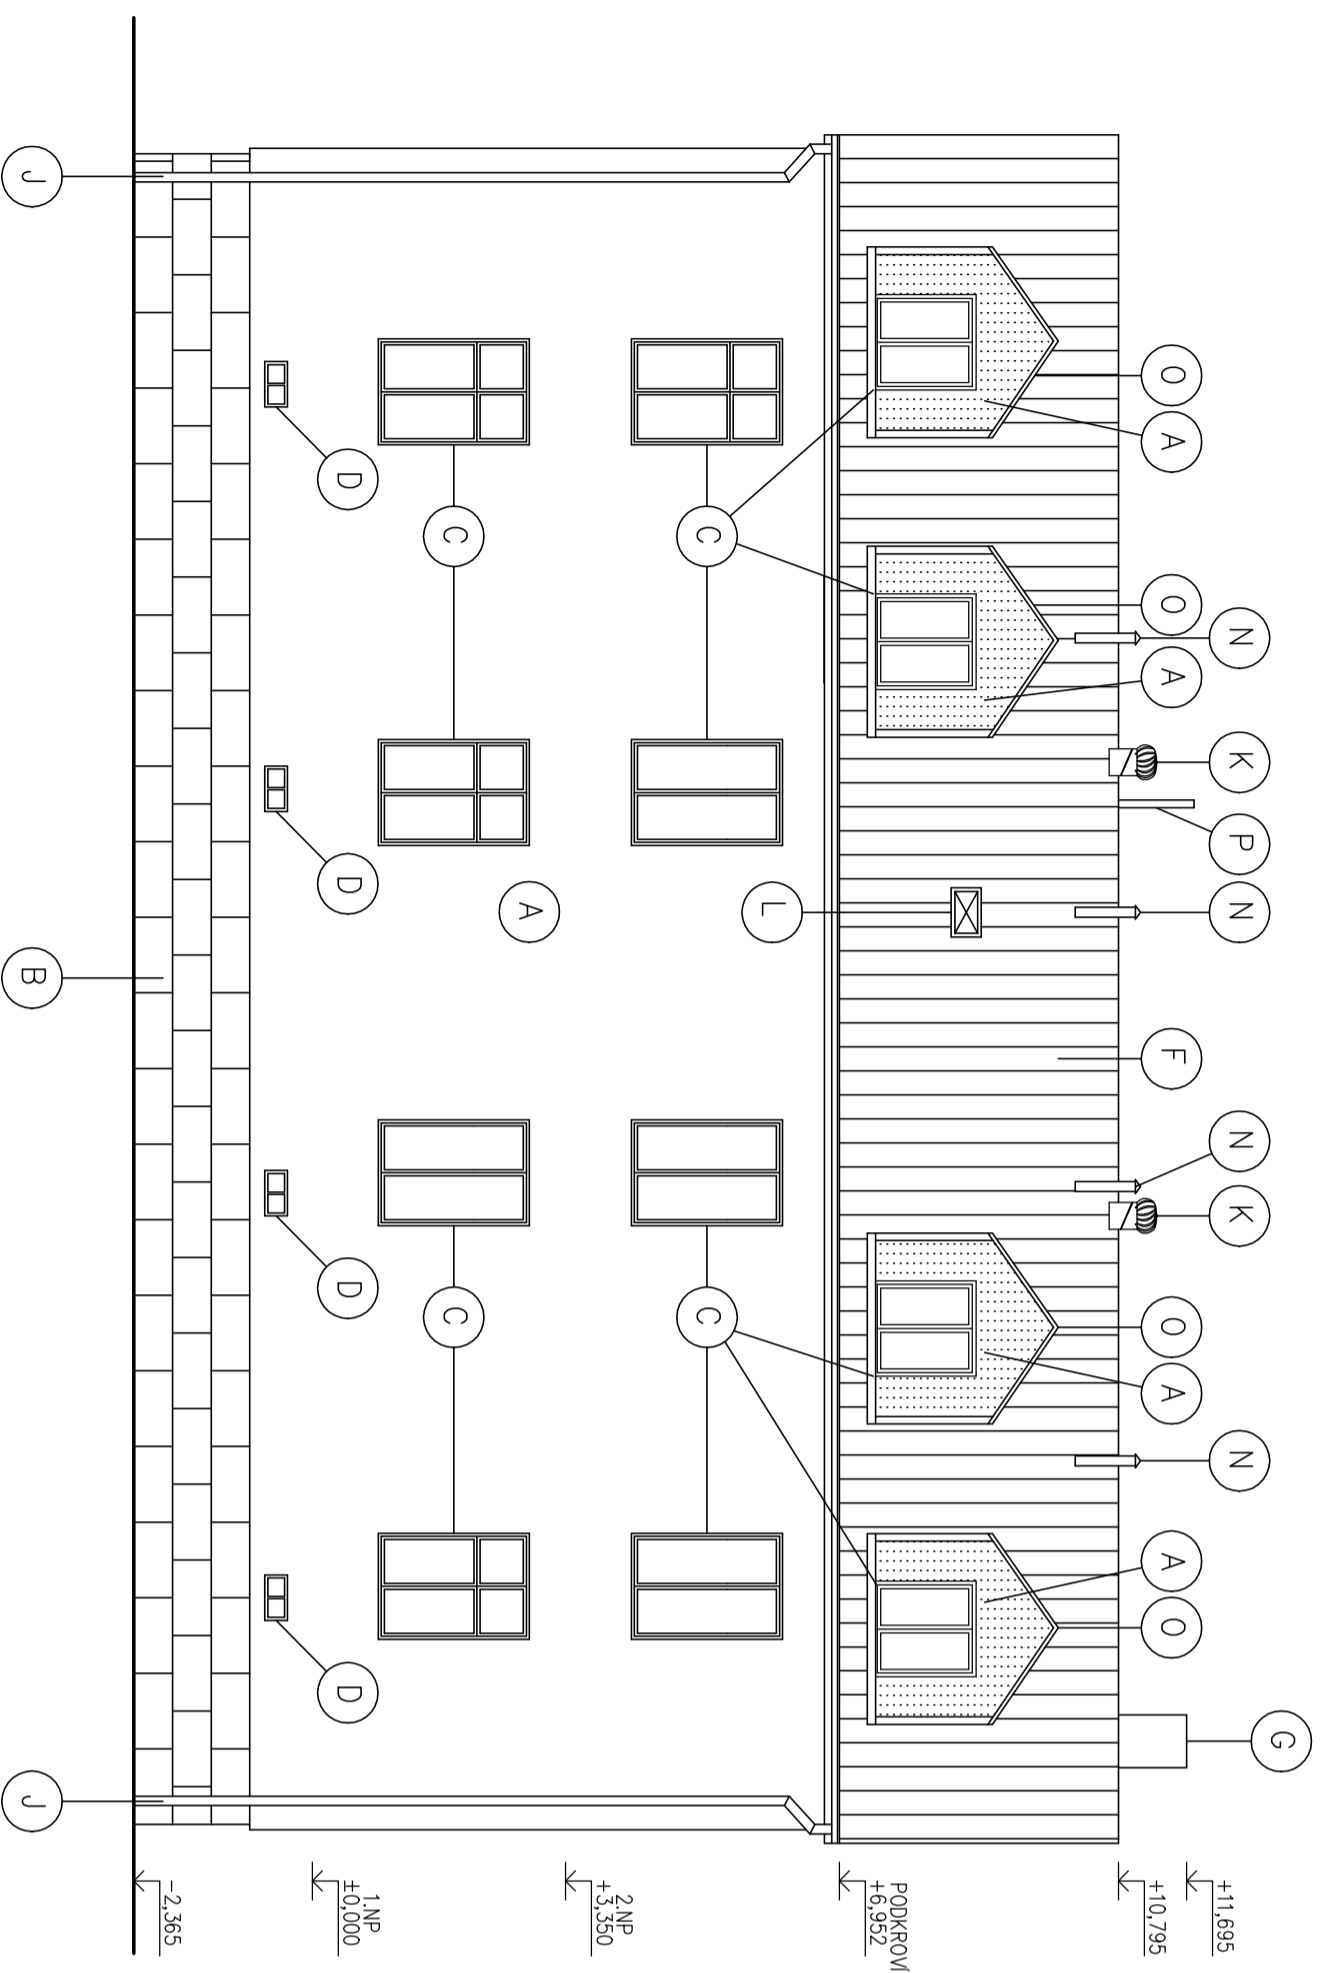 G
N
K
P
N
N
K
N
O
A
O
A
F
O
A
A
O
+11,695
+10,795
PODKROVÍ
+6,952
L
C
C
2.NP
+3,350
A
C
C
D
D
D
D
1.NP
±0,000
-2,365
J
B
J